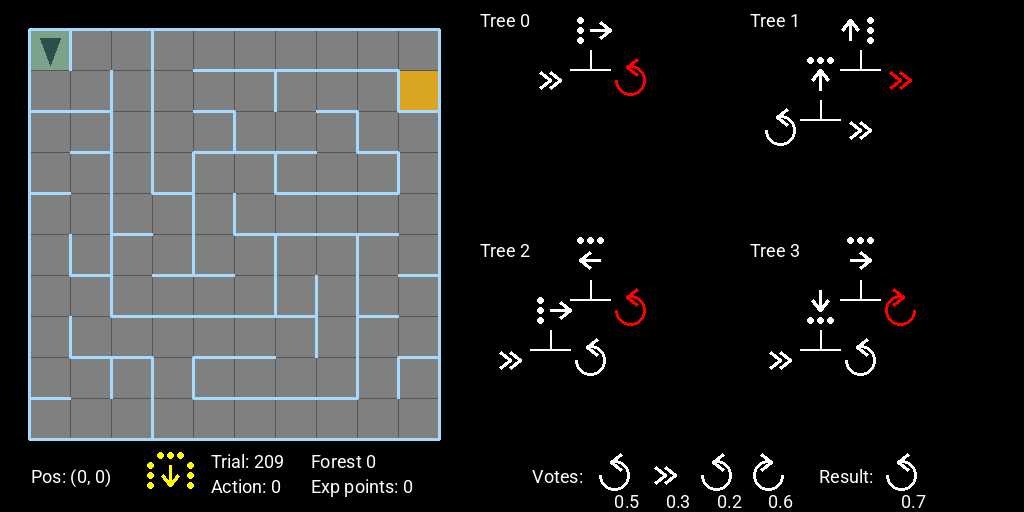 Tree 0
Tree 1
Tree 2
Tree 3
Pos: (0, 0)
Trial: 209
Forest 0
Action: 0
Exp points: 0
Votes:
0.5
0.3
0.2
0.6
Result:
0.7